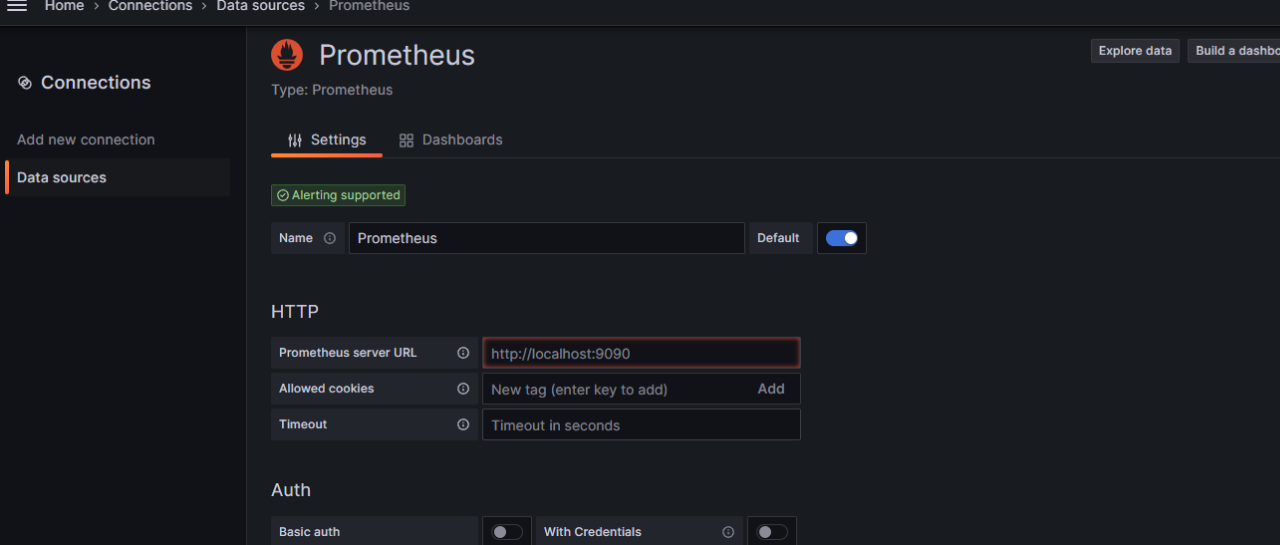 Home › Connections › Data sources › Prometheus
Connections
Add new connection
Data sources
Prometheus
Type: Prometheus
Explore data
Build a dashbo
Settings
Dashboards
Alerting supported
Name Prometheus Default
HTTP
Prometheus server URL http://localhost:9090
Allowed cookies New tag (enter key to add) Add
Timeout Timeout in seconds
Auth
Basic auth With Credentials